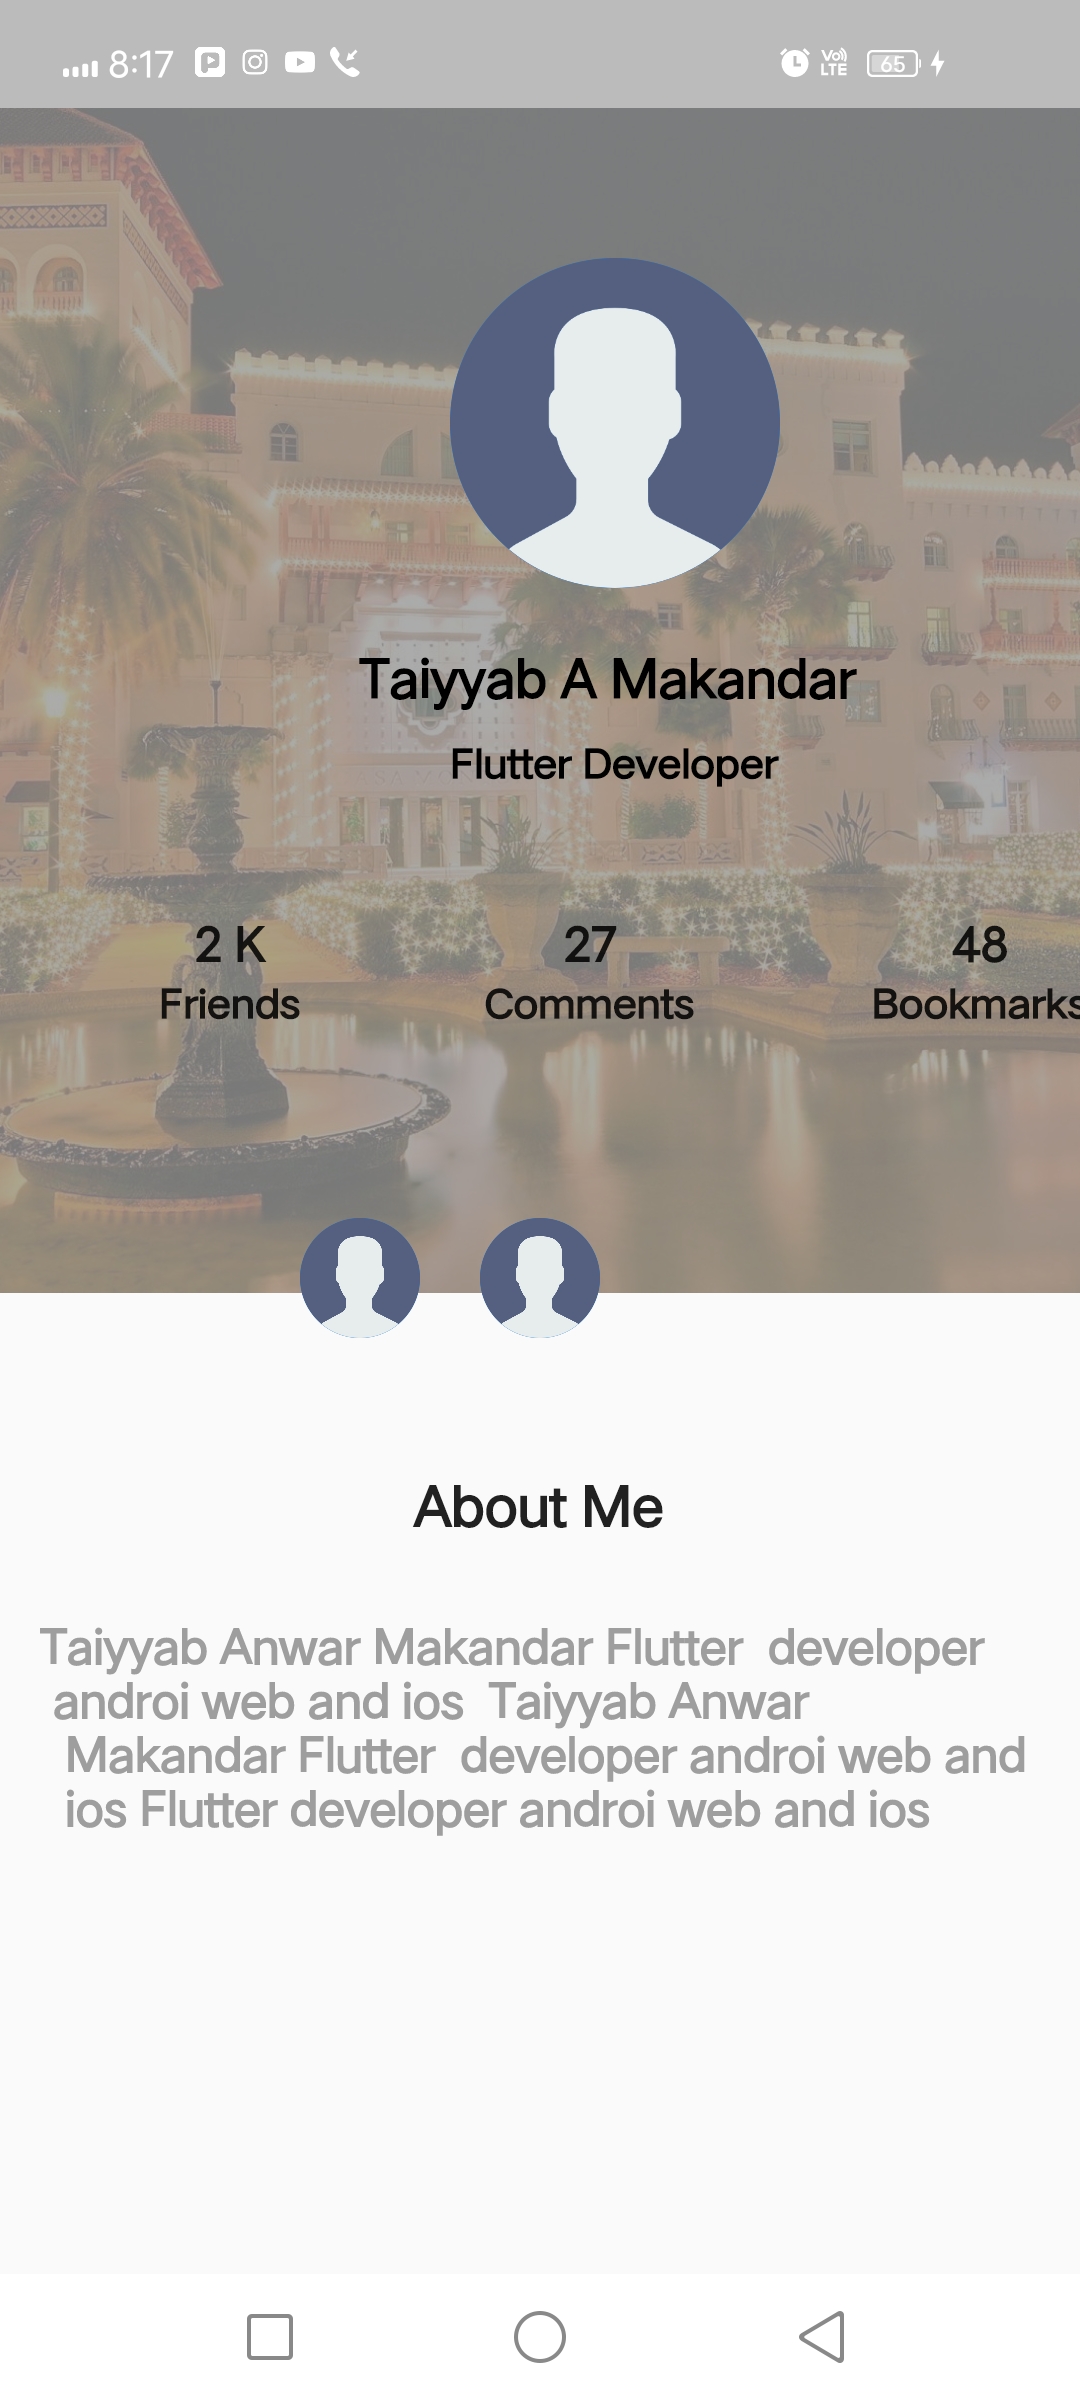 8:17 Vo) LTE 65
Taiyyab A Makandar
Flutter Developer
2 K 27 48
Friends Comments Bookmarks
About Me
Taiyyab Anwar Makandar Flutter  developer
androi web and ios  Taiyyab Anwar
Makandar Flutter  developer androi web and
ios Flutter developer androi web and ios